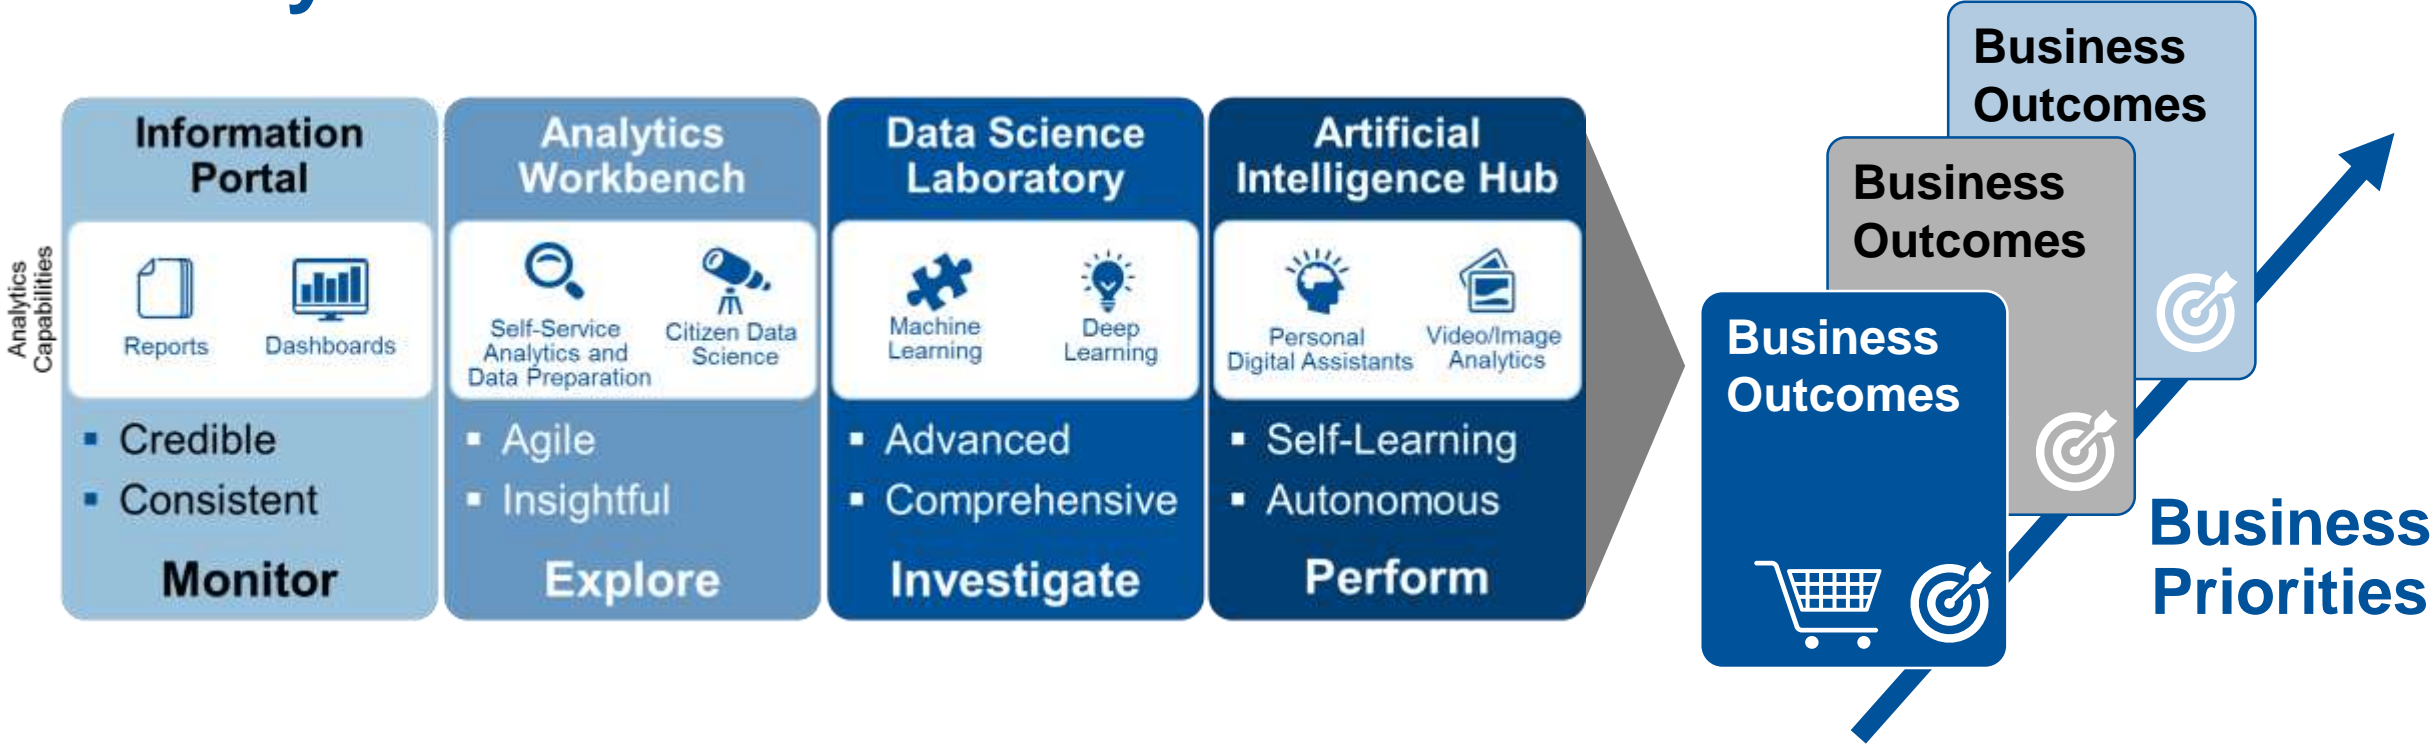 Analytics
Capabilities
Information
Portal
Reports
Dashboards
Credible
Consistent
Monitor
Analytics
Workbench
Self-Service
Analytics and
Data Preparation
Citizen Data
Science
Agile
Insightful
Explore
Data Science
Laboratory
Machine
Learning
Deep
Learning
Advanced
Comprehensive
Investigate
Artificial
Intelligence Hub
Personal
Digital Assistants
Video/Image
Analytics
Self-Learning
Autonomous
Perform
Business
Outcomes
Business
Outcomes
Business
Outcomes
Business
Priorities